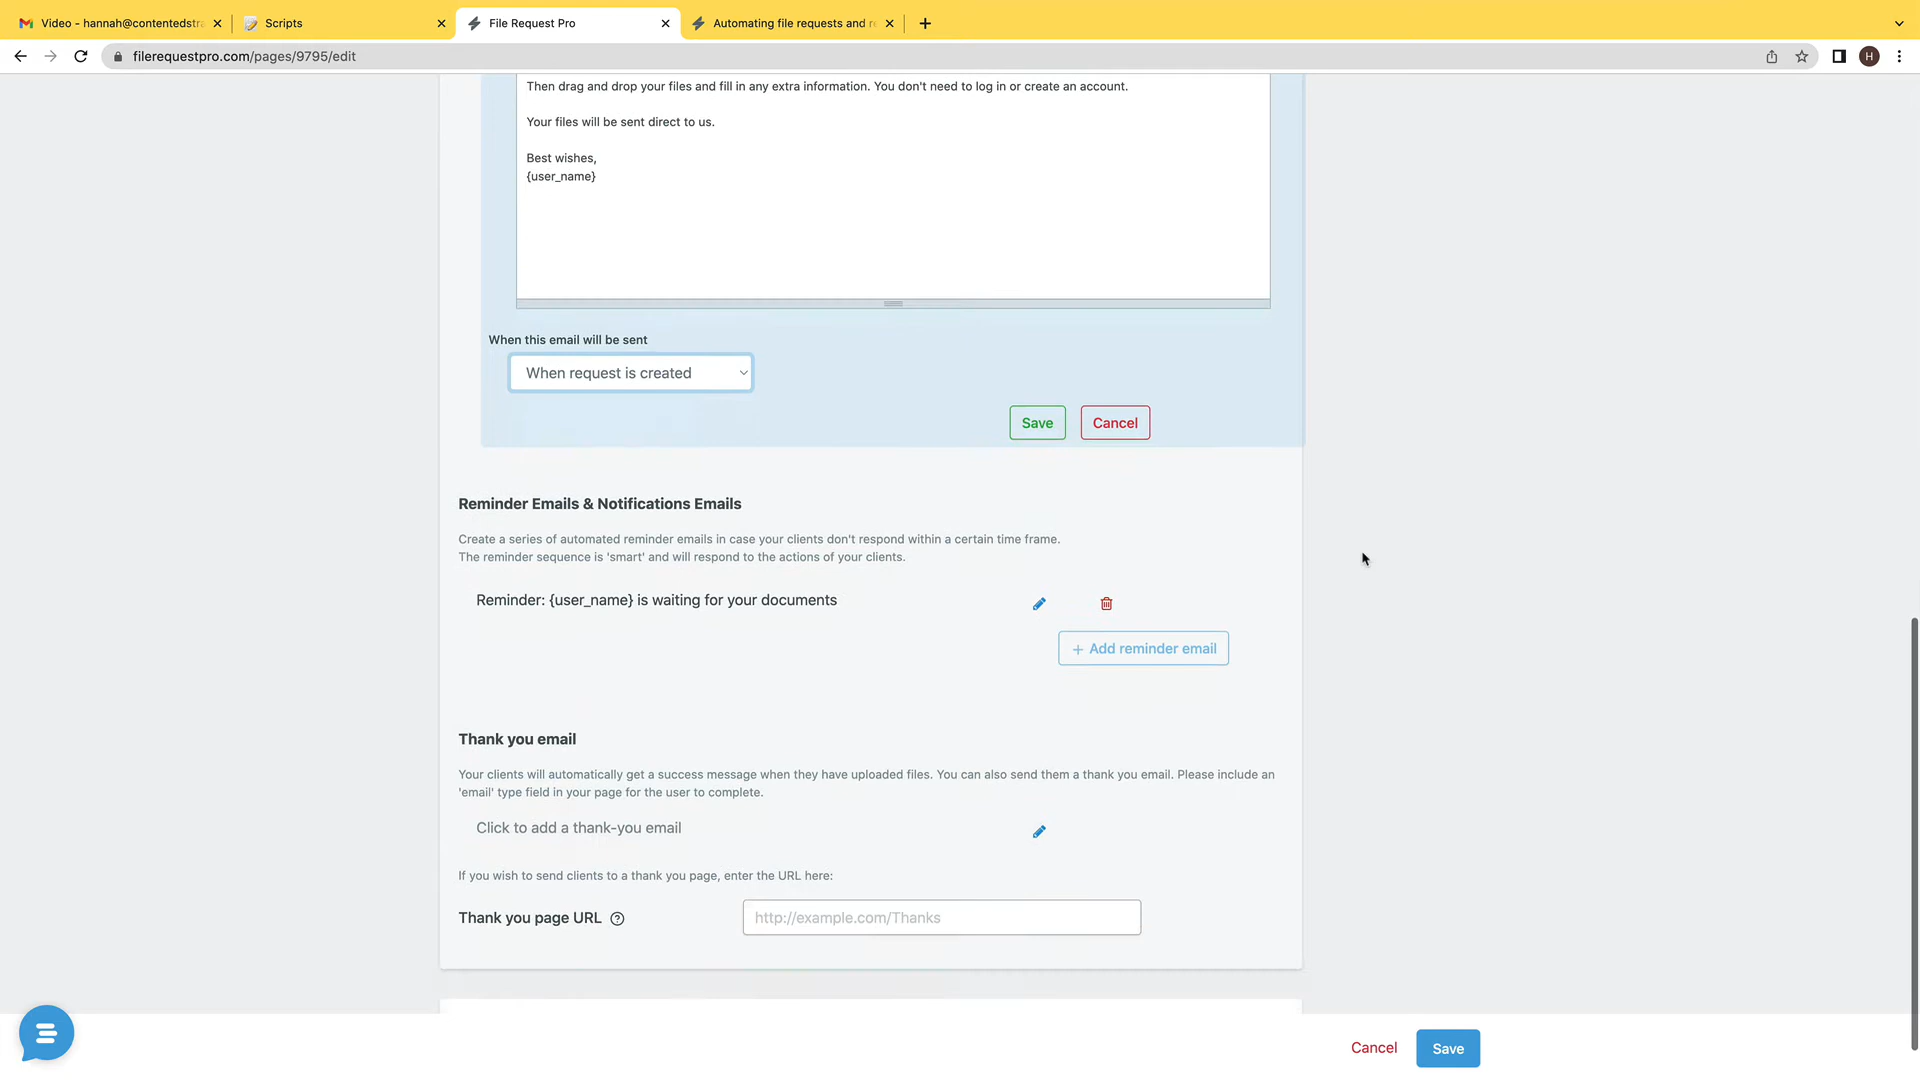 Video - hannah@contentedstr
Scripts
File Request Pro
Automating file requests and r
filerequestpro.com/pages/9795/edit
H
Then drag and drop your files and fill in any extra information. You don't need to log in or create an account.
Your files will be sent direct to us.
Best wishes,
{user_name}
When this email will be sent
When request is created
Save
Cancel
Reminder Emails & Notifications Emails
Create a series of automated reminder emails in case your clients don't respond within a certain time frame.
The reminder sequence is 'smart' and will respond to the actions of your clients.
Reminder: {user_name} is waiting for your documents
+ Add reminder email
Thank you email
Your clients will automatically get a success message when they have uploaded files. You can also send them a thank you email. Please include an
'email' type field in your page for the user to complete.
Click to add a thank-you email
If you wish to send clients to a thank you page, enter the URL here:
Thank you page URL ?
http://example.com/Thanks
Cancel
Save